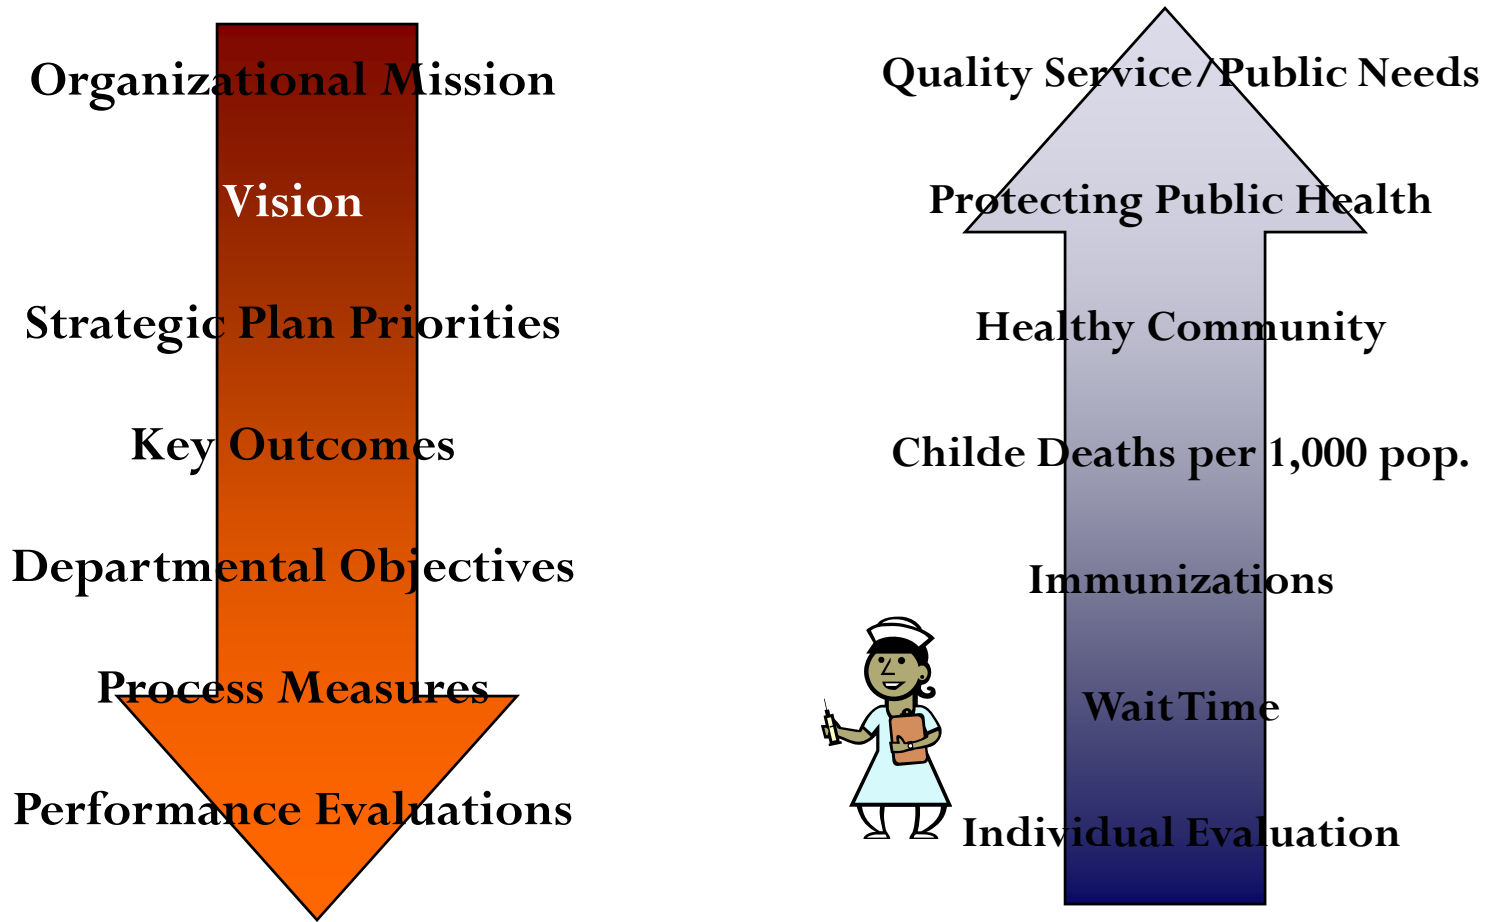 Organizational Mission
Vision
Strategic Plan Priorities
Key Outcomes
Departmental Objectives
Process Measures
Performance Evaluations
Quality Service/Public Needs
Protecting Public Health
Healthy Community
Childe Deaths per 1,000 pop.
Immunizations
Wait Time
Individual Evaluation